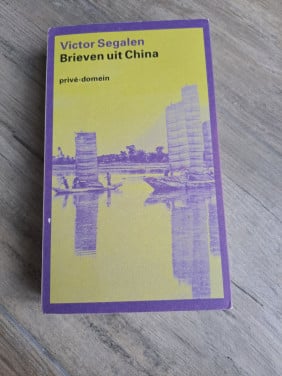 Victor Segalen
Brieven uit China
privé-domein